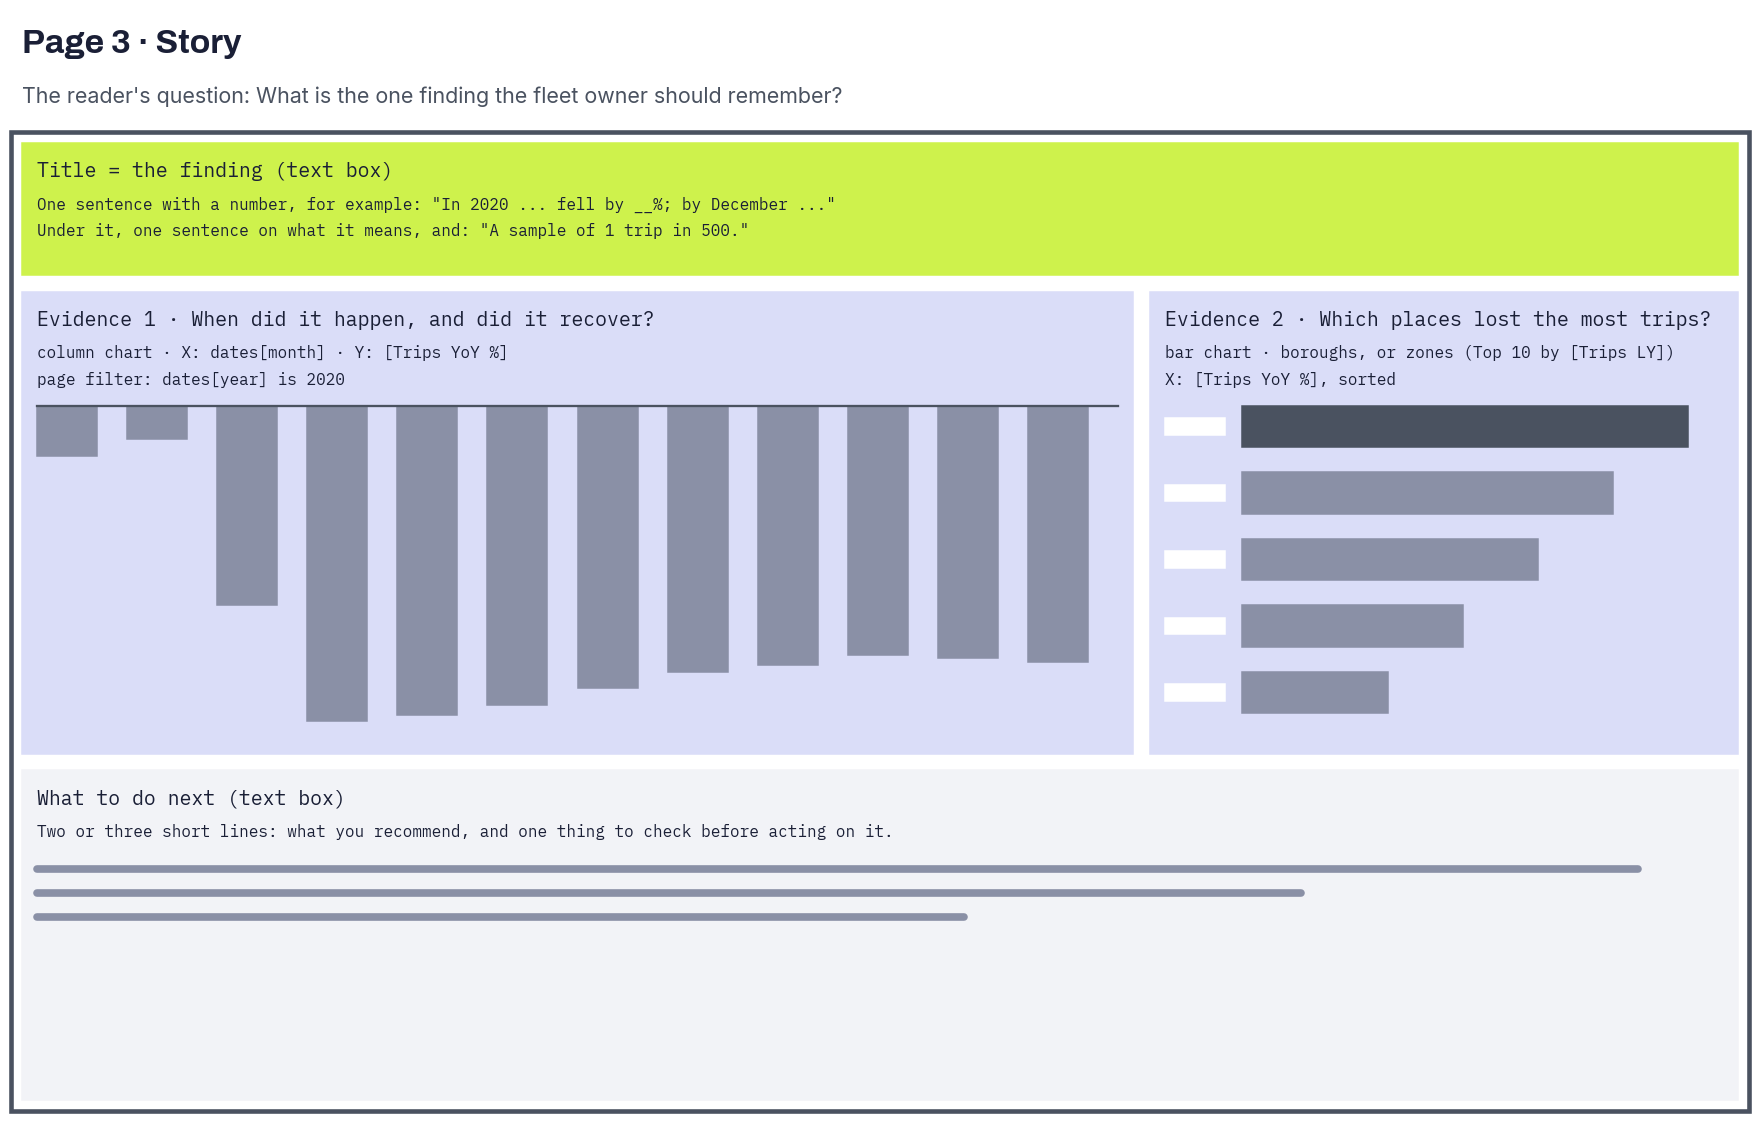 Page 3 · Story
The reader's question: What is the one finding the fleet owner should remember?
Title = the finding (text box)
One sentence with a number, for example: "In 2020 ... fell by __%; by December ..."
Under it, one sentence on what it means, and: "A sample of 1 trip in 500."
Evidence 1 · When did it happen, and did it recover?
column chart · X: dates[month] · Y: [Trips YoY %]
page filter: dates[year] is 2020
Evidence 2 · Which places lost the most trips?
bar chart · boroughs, or zones (Top 10 by [Trips LY])
X: [Trips YoY %], sorted
What to do next (text box)
Two or three short lines: what you recommend, and one thing to check before acting on it.